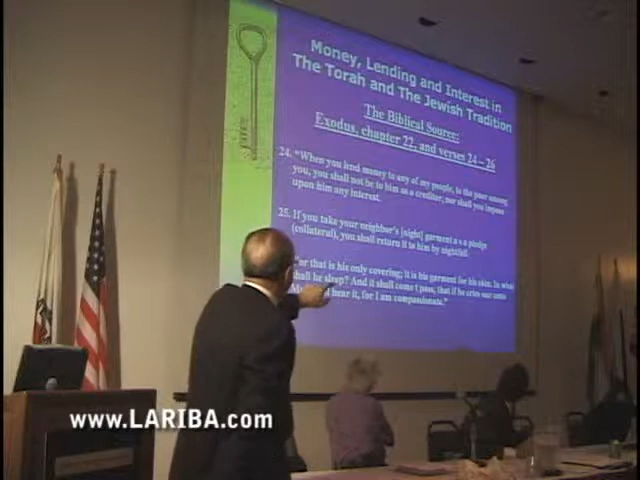 Money, Lending and Interest in
The Torah and The Jewish Tradition
The Biblical Source:
Exodus, chapter 22, and verses 24 – 26
24. "When you lend money to any of my people, to the poor among
you, you shall not be to him as a creditor, nor shall you impose
upon him any interest.
25. If you take your neighbor's [night] garment a s a pledge
(collateral), you shall return it to him by nightfall.
or that is his only covering; it is his garment for his skin. In what
shall he sleep? And it shall come t pass, that if he cries out unto
hear it, for I am compassionate."
www.LARIBA.com